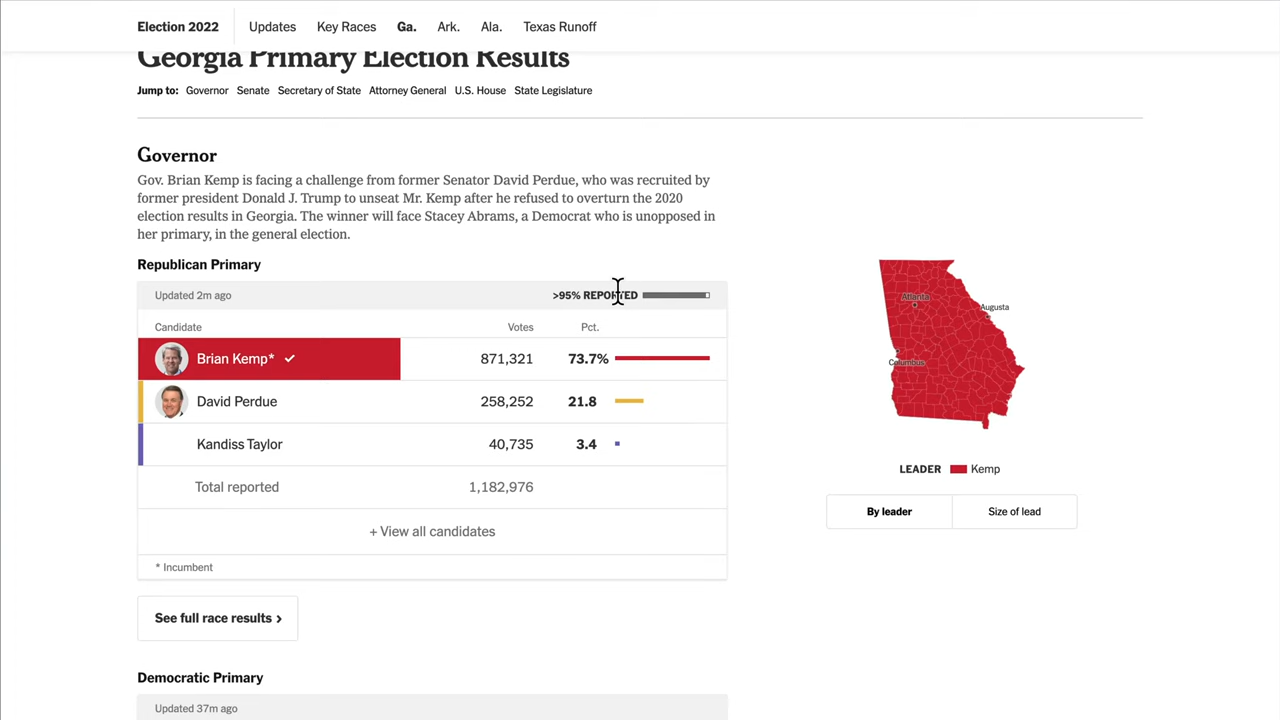 Election 2022 Updates Key Races Ga. Ark. Ala. Texas Runoff
Georgia Primary Election Results
Jump to: Governor Senate Secretary of State Attorney General U.S. House State Legislature
Governor
Gov. Brian Kemp is facing a challenge from former Senator David Perdue, who was recruited by
former president Donald J. Trump to unseat Mr. Kemp after he refused to overturn the 2020
election results in Georgia. The winner will face Stacey Abrams, a Democrat who is unopposed in
her primary, in the general election.
Republican Primary
Updated 2m ago >95% REPORTED
Candidate Votes Pct.
Brian Kemp* ✓ 871,321 73.7%
David Perdue 258,252 21.8
Kandiss Taylor 40,735 3.4
Total reported 1,182,976
+ View all candidates
* Incumbent
See full race results ›
Atlanta
Augusta
Columbus
LEADER Kemp
By leader Size of lead
Democratic Primary
Updated 37m ago